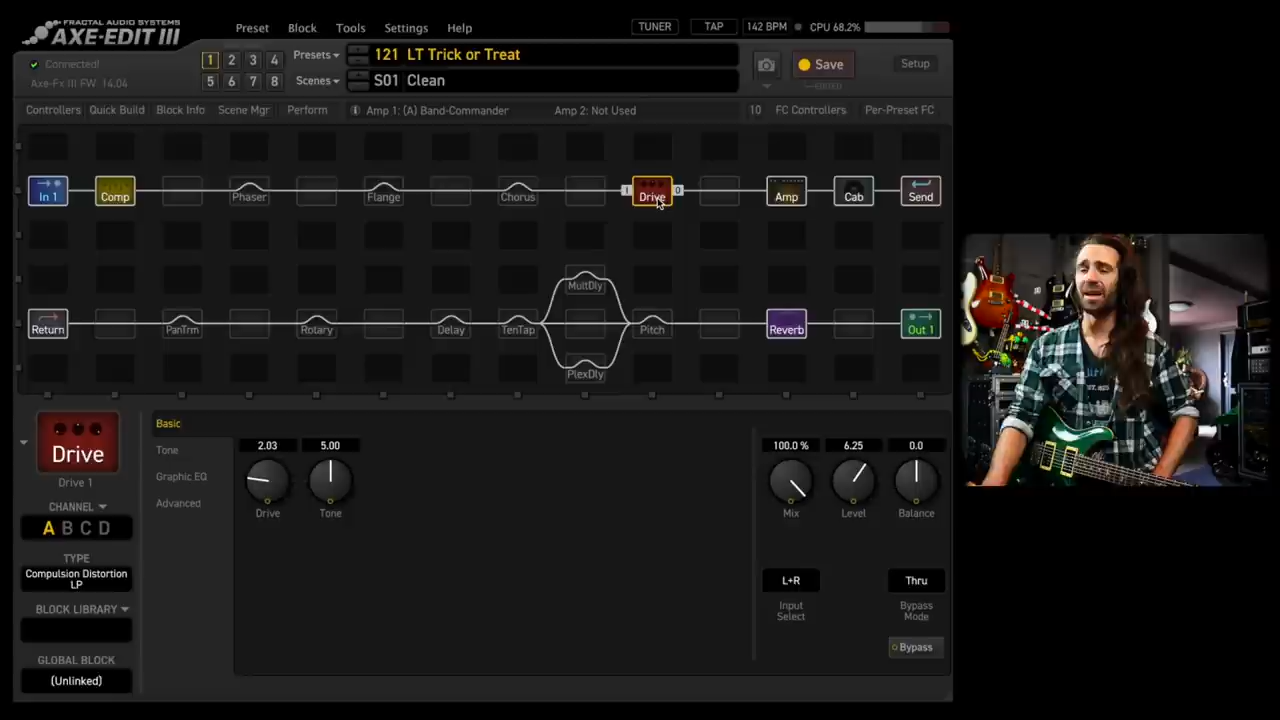 FRACTAL AUDIO SYSTEMS
AXE-EDIT III
Preset Block Tools Settings Help
TUNER TAP 142 BPM CPU 68.2%
Connected!
Axe-Fx III FW 14.04
1 2 3 4
5 6 7 8
Presets
121 LT Trick or Treat
Scenes
S01 Clean
Save
EDITED
Setup
Controllers Quick Build Block Info Scene Mgr Perform
Amp 1: (A) Band-Commander Amp 2: Not Used
10 FC Controllers Per-Preset FC
In 1 Comp Phaser Flange Chorus I Drive O Amp Cab Send
MultDly
Return PanTrm Rotary Delay TenTap Pitch Reverb Out 1
PlexDly
Drive
Drive 1
CHANNEL
A B C D
TYPE
Compulsion Distortion
LP
BLOCK LIBRARY
GLOBAL BLOCK
(Unlinked)
Basic
Tone
Graphic EQ
Advanced
2.03 5.00
Drive Tone
100.0 % 6.25 0.0
Mix Level Balance
L+R Thru
Input
Select
Bypass
Mode
Bypass